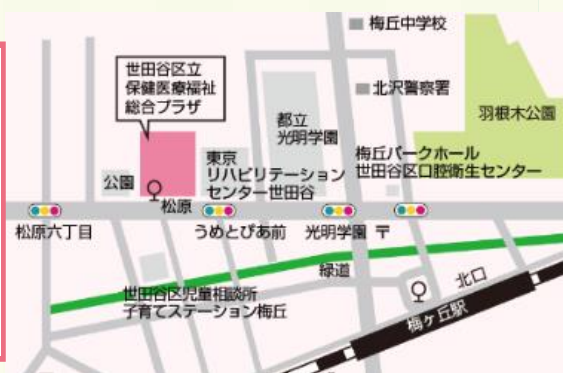 梅丘中学校
世田谷区立
保健医療福祉
総合プラザ
北沢警察署
羽根木公園
都立
光明学園
東京
リハビリテーション
センター世田谷
梅丘パークホール
世田谷区口腔衛生センター
公園
松原
松原六丁目
うめとぴあ前
光明学園
〒
緑道
世田谷区児童相談所
子育てステーション梅丘
北口
梅ヶ丘駅